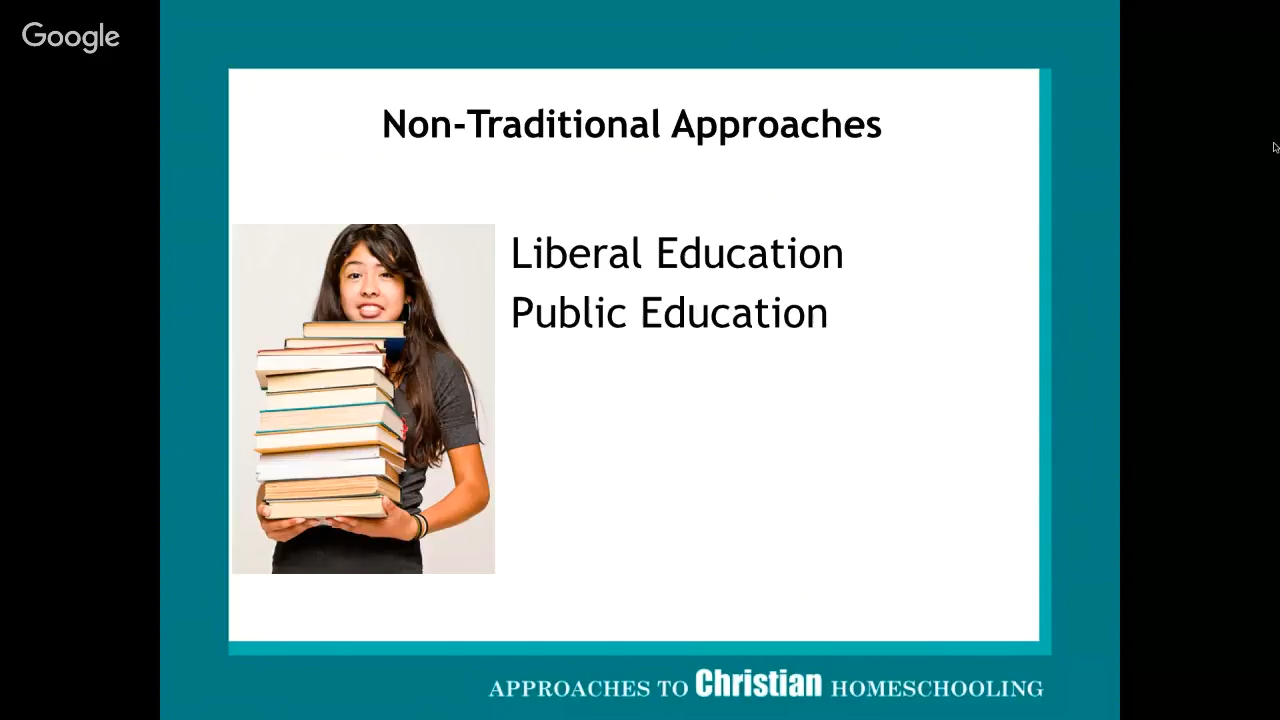 Google
Non-Traditional Approaches
Liberal Education
Public Education
APPROACHES TO Christian HOMESCHOOLING